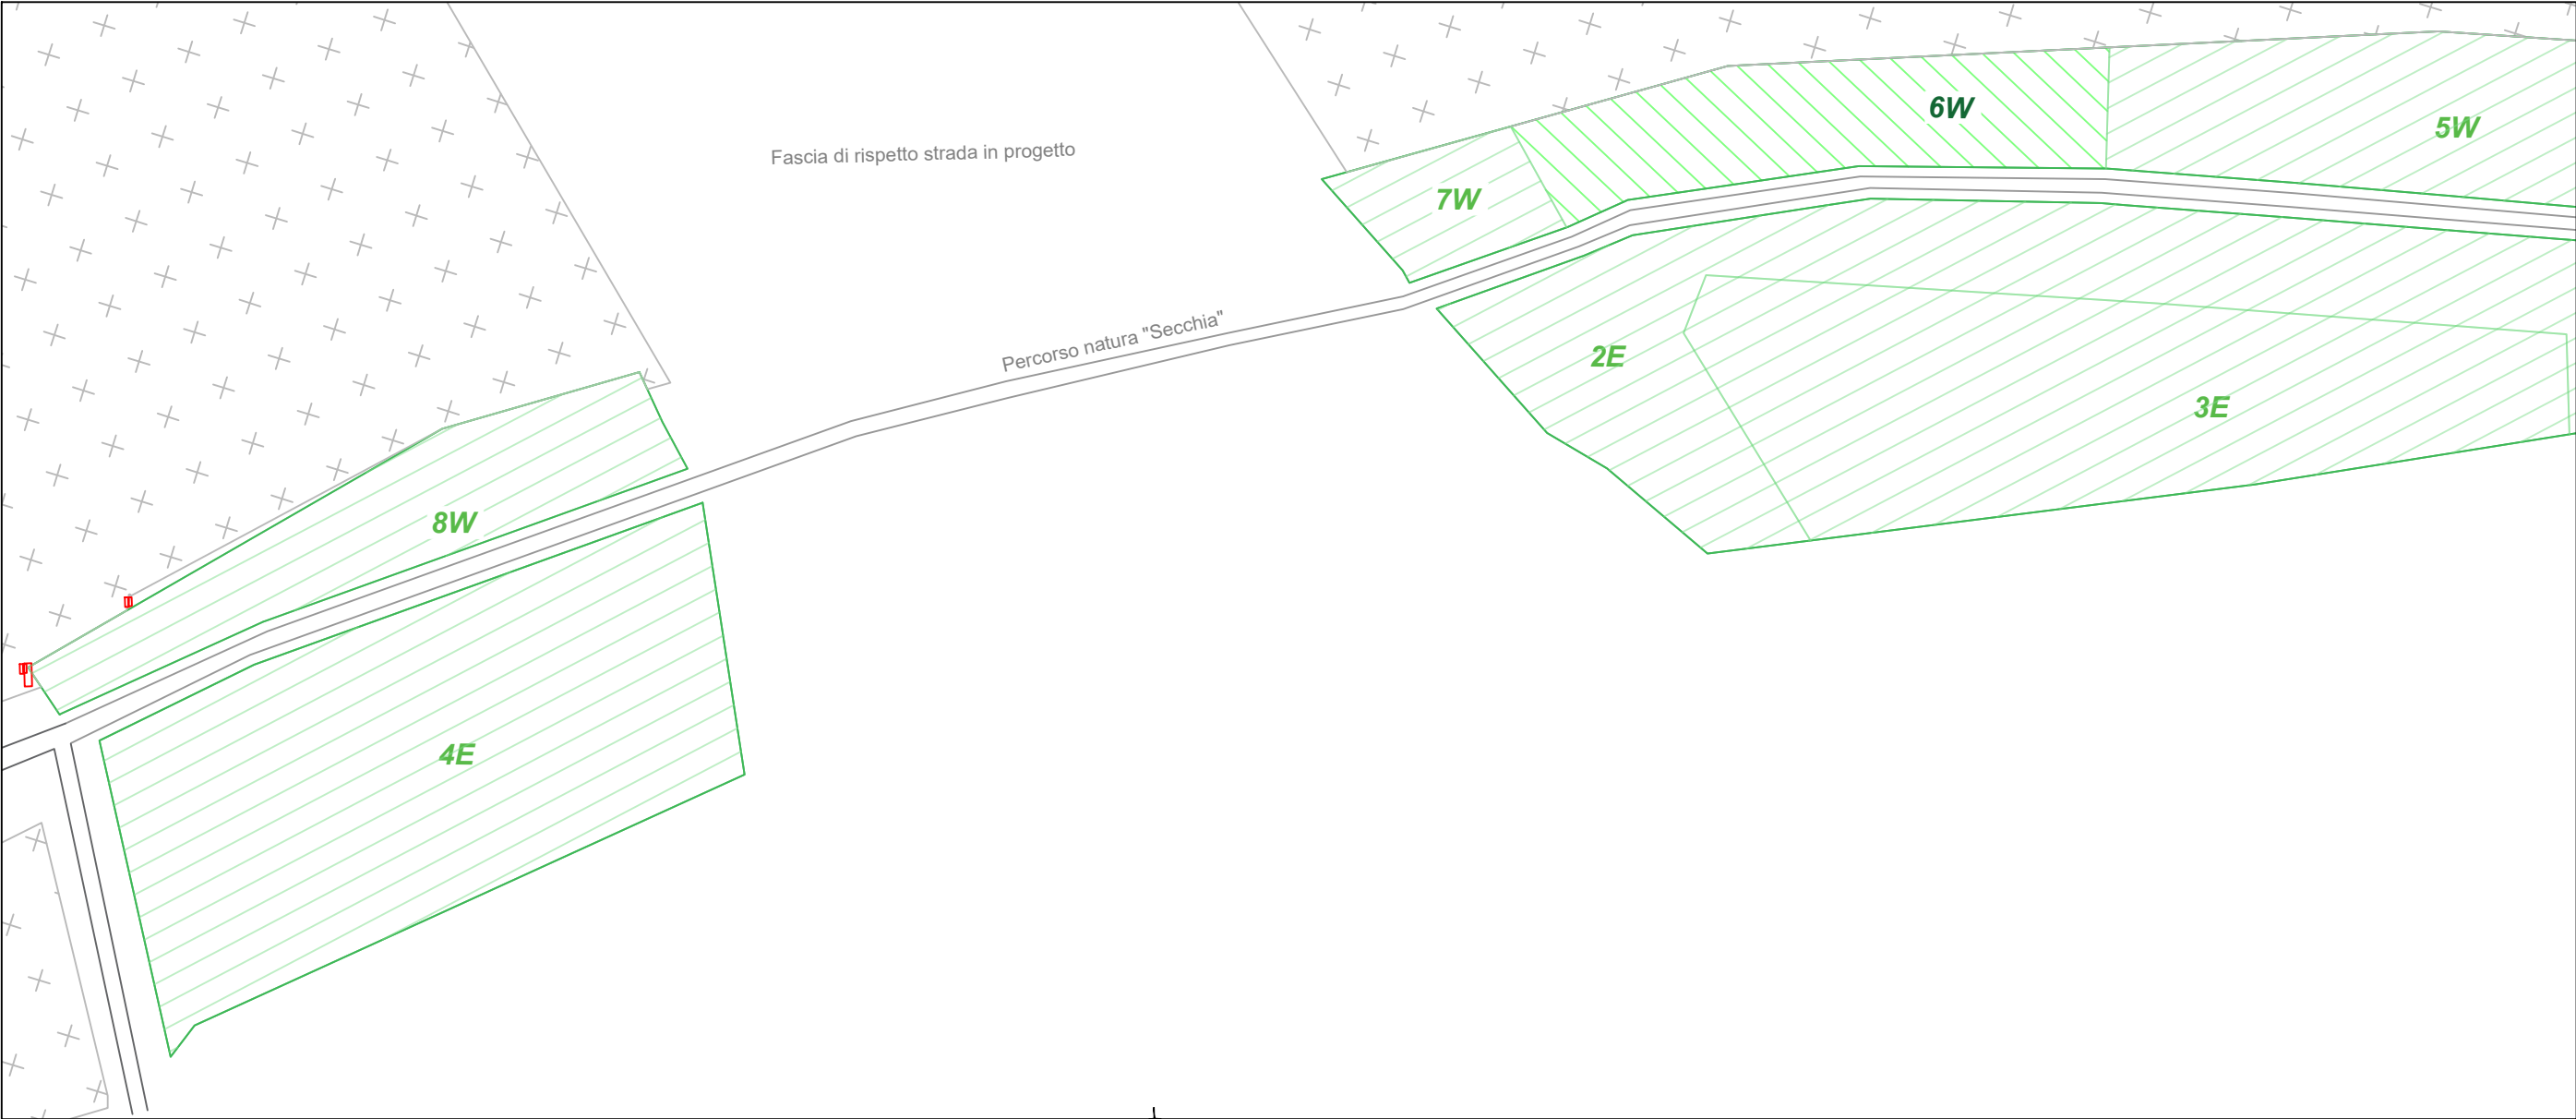 6W
5W
Fascia di rispetto strada in progetto
7W
Percorso natura "Secchia"
2E
3E
8W
4E